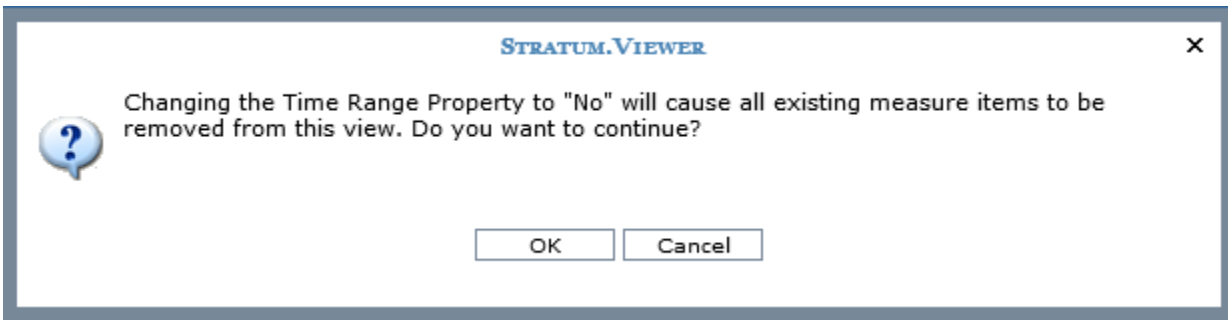 STRATUM.VIEWER
Changing the Time Range Property to "No" will cause all existing measure items to be
removed from this view. Do you want to continue?
OK
Cancel